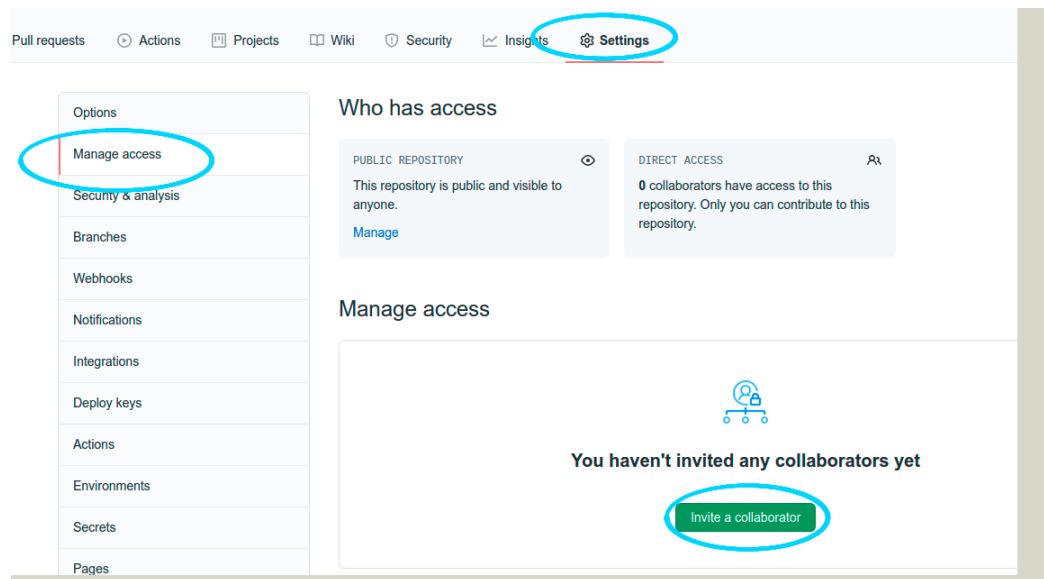 Pull requests Actions Projects Wiki Security Insights Settings
Options
Manage access
Security & analysis
Branches
Webhooks
Notifications
Integrations
Deploy keys
Actions
Environments
Secrets
Pages
Who has access
PUBLIC REPOSITORY
This repository is public and visible to
anyone.
Manage
DIRECT ACCESS
0 collaborators have access to this
repository. Only you can contribute to this
repository.
Manage access
You haven't invited any collaborators yet
Invite a collaborator